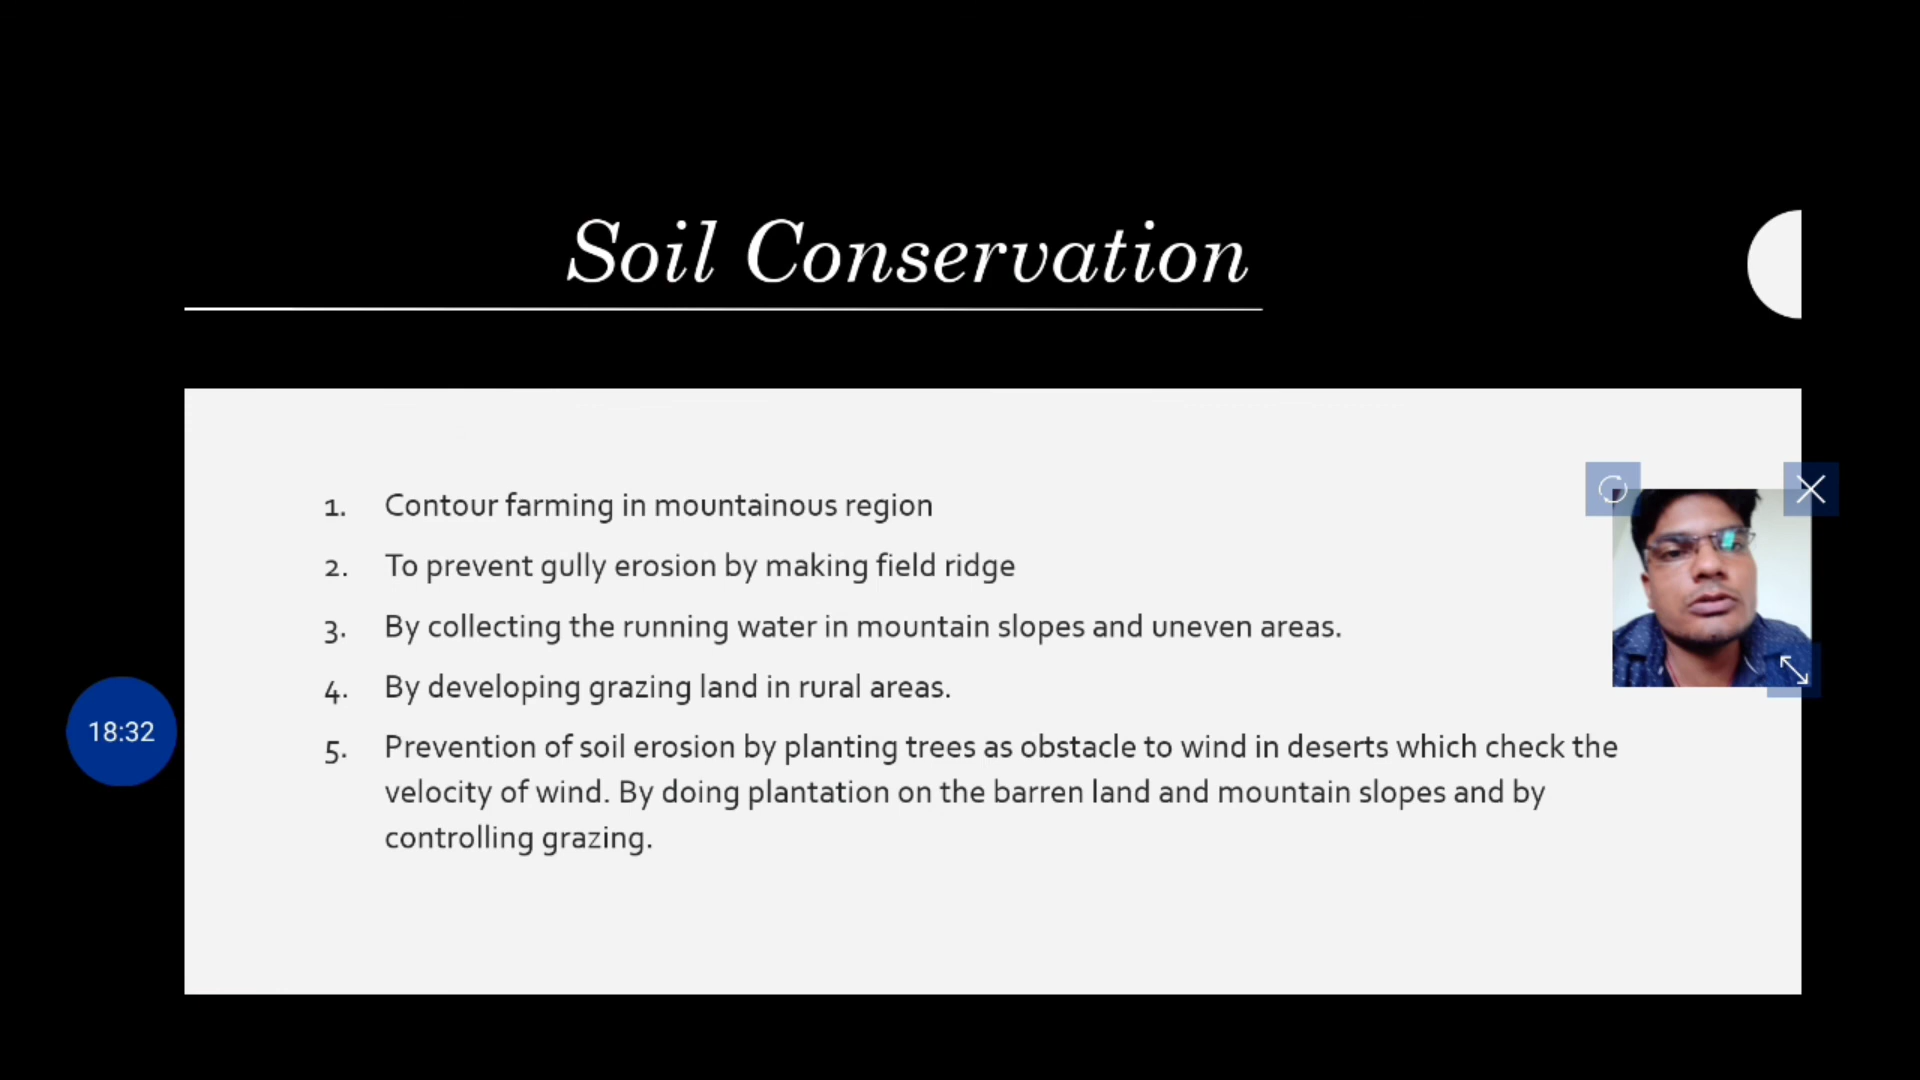 Soil Conservation
1. Contour farming in mountainous region
2. To prevent gully erosion by making field ridge
3. By collecting the running water in mountain slopes and uneven areas.
4. By developing grazing land in rural areas.
18:32
5. Prevention of soil erosion by planting trees as obstacle to wind in deserts which check the
velocity of wind. By doing plantation on the barren land and mountain slopes and by
controlling grazing.